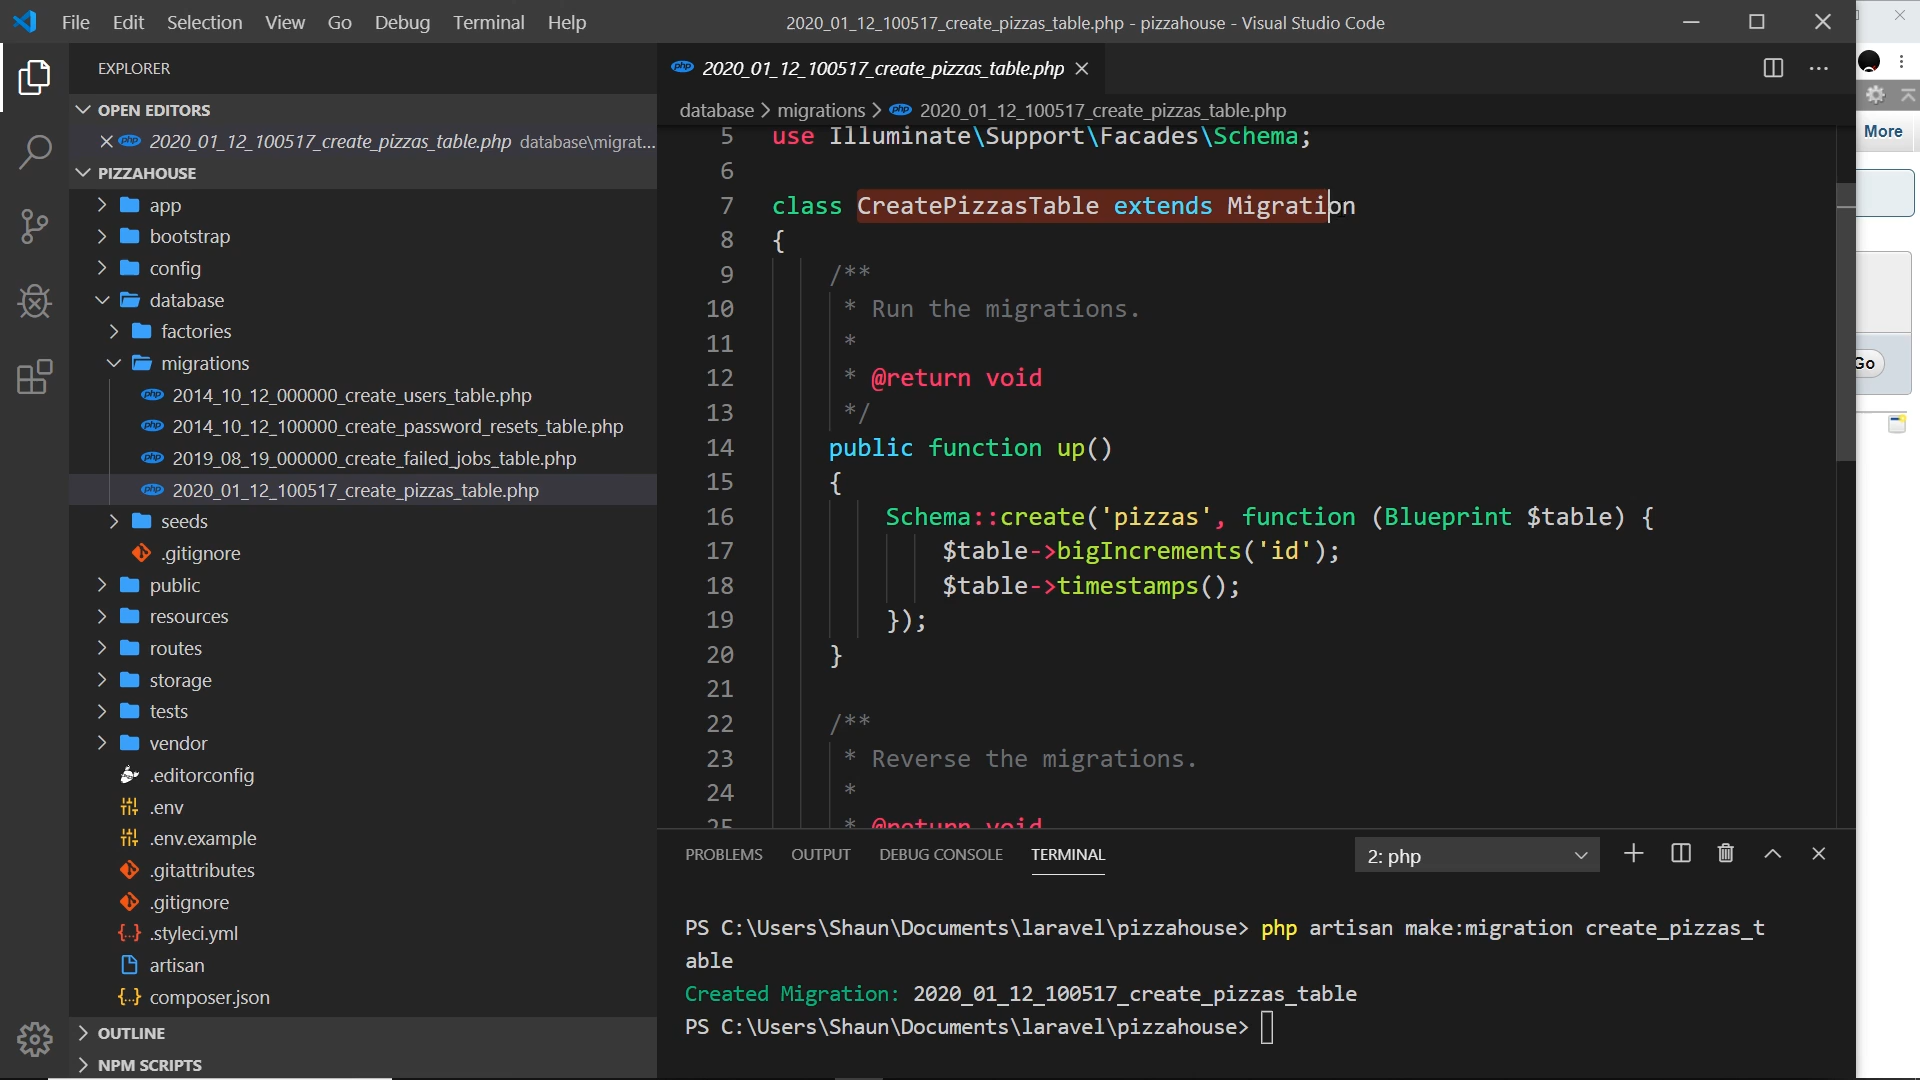 File Edit Selection View Go Debug Terminal Help
2020_01_12_100517_create_pizzas_table.php - pizzahouse - Visual Studio Code
EXPLORER
OPEN EDITORS
2020_01_12_100517_create_pizzas_table.php database\migrat...
PIZZAHOUSE
app
bootstrap
config
database
factories
migrations
2014_10_12_000000_create_users_table.php
2014_10_12_100000_create_password_resets_table.php
2019_08_19_000000_create_failed_jobs_table.php
2020_01_12_100517_create_pizzas_table.php
seeds
.gitignore
public
resources
routes
storage
tests
vendor
.editorconfig
.env
.env.example
.gitattributes
.gitignore
.styleci.yml
artisan
composer.json
OUTLINE
NPM SCRIPTS
2020_01_12_100517_create_pizzas_table.php
database > migrations > 2020_01_12_100517_create_pizzas_table.php
5 use Illuminate\Support\Facades\Schema;
6
7 class CreatePizzasTable extends Migration
8 {
9 /**
10 * Run the migrations.
11 *
12 * @return void
13 */
14 public function up()
15 {
16 Schema::create('pizzas', function (Blueprint $table) {
17 $table->bigIncrements('id');
18 $table->timestamps();
19 });
20 }
21
22 /**
23 * Reverse the migrations.
24 *
25 * @return void
PROBLEMS OUTPUT DEBUG CONSOLE TERMINAL
2: php
PS C:\Users\Shaun\Documents\laravel\pizzahouse> php artisan make:migration create_pizzas_t
able
Created Migration: 2020_01_12_100517_create_pizzas_table
PS C:\Users\Shaun\Documents\laravel\pizzahouse>
More
Go